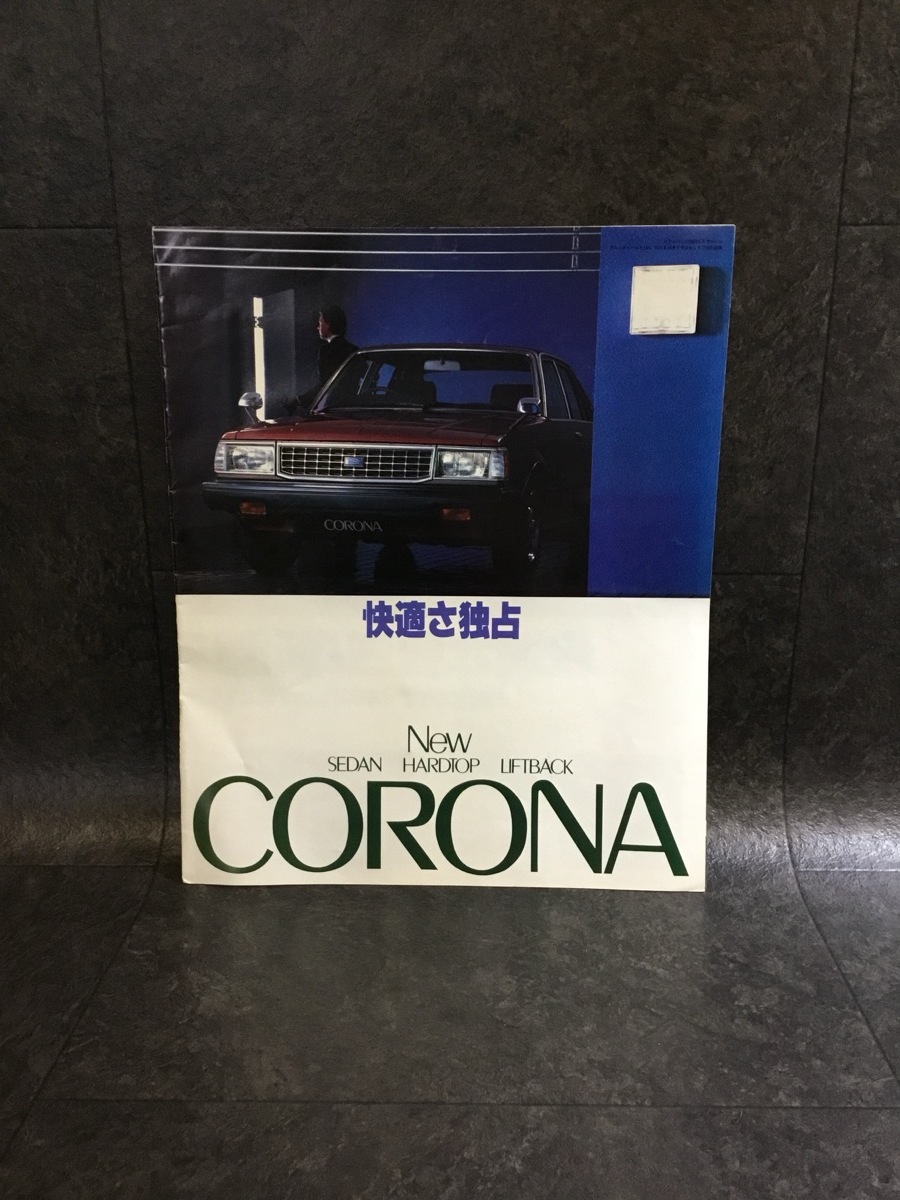 CORONA
快適さ独占
New
SEDAN HARDTOP LIFTBACK
CORONA